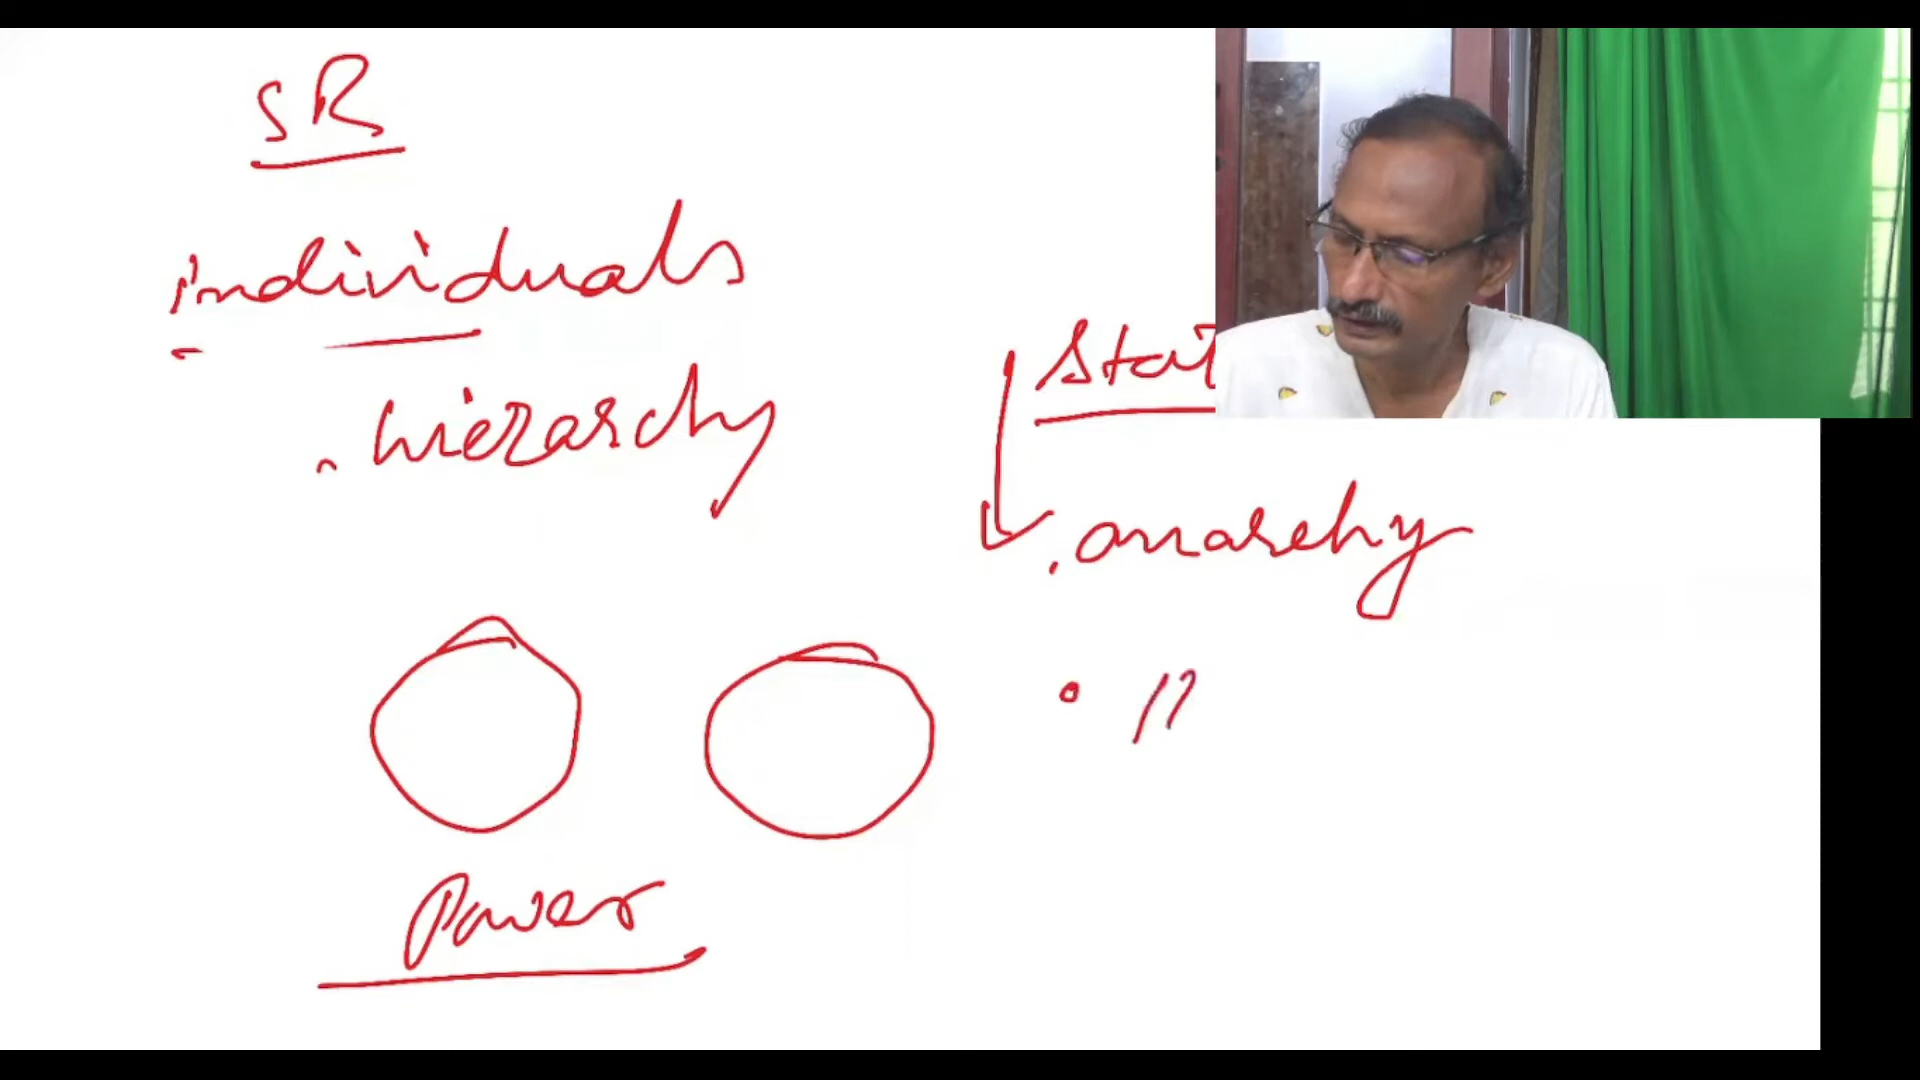 SR
individuals
. hierarchy
Stat
. anarchy
Power